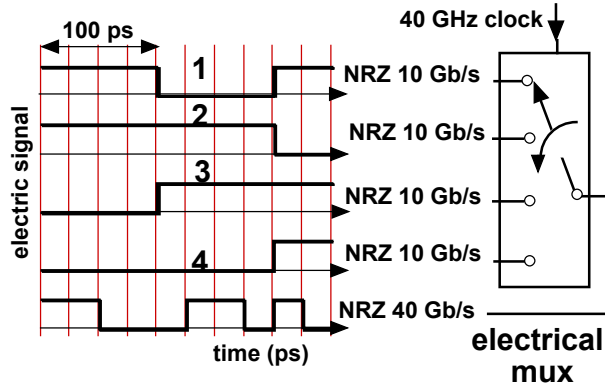 100 ps
40 GHz clock
1
NRZ 10 Gb/s
2
NRZ 10 Gb/s
3
NRZ 10 Gb/s
4
NRZ 10 Gb/s
NRZ 40 Gb/s
electric signal
time (ps)
electrical
mux